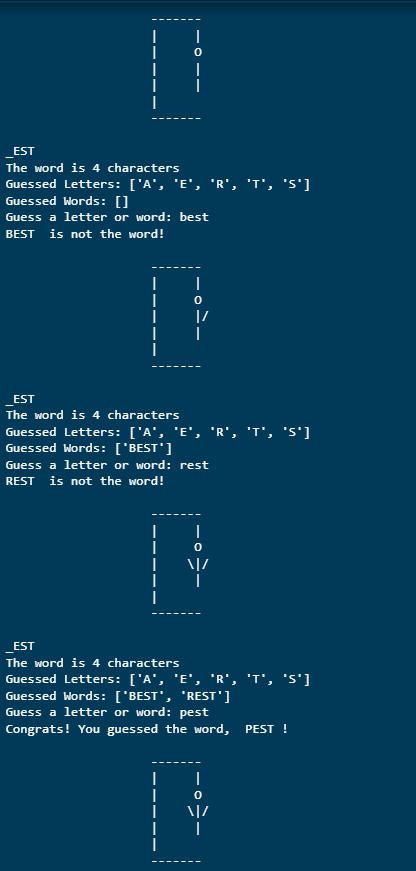 -------
|     |
|     O
|     |
|     |
|
-------
_EST
The word is 4 characters
Guessed Letters: ['A', 'E', 'R', 'T', 'S']
Guessed Words: []
Guess a letter or word: best
BEST  is not the word!
-------
|     |
|     O
|     |/
|     |
|
-------
_EST
The word is 4 characters
Guessed Letters: ['A', 'E', 'R', 'T', 'S']
Guessed Words: ['BEST']
Guess a letter or word: rest
REST  is not the word!
-------
|     |
|     O
|    \|/
|     |
|
-------
_EST
The word is 4 characters
Guessed Letters: ['A', 'E', 'R', 'T', 'S']
Guessed Words: ['BEST', 'REST']
Guess a letter or word: pest
Congrats! You guessed the word,  PEST !
-------
|     |
|     O
|    \|/
|     |
|
-------